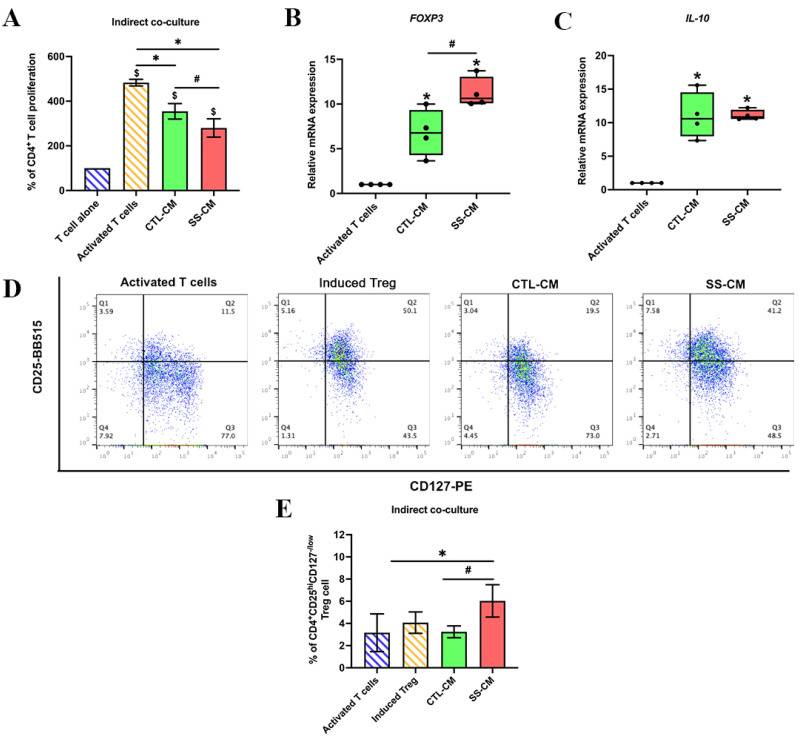 A
Indirect co-culture
% of CD4+ T cell proliferation
600
400
200
0
*
*
#
$
$
$
T cell alone
Activated T cells
CTL-CM
SS-CM
B
FOXP3
Relative mRNA expression
15
10
5
0
#
*
*
Activated T cells
CTL-CM
SS-CM
C
IL-10
Relative mRNA expression
20
15
10
5
0
*
*
Activated T cells
CTL-CM
SS-CM
D
CD25-BB515
Activated T cells
Q1
3.59
Q2
11.5
Q4
7.92
Q3
77.0
Induced Treg
Q1
5.16
Q2
50.1
Q4
1.31
Q3
43.5
CTL-CM
Q1
3.04
Q2
19.5
Q4
4.45
Q3
73.0
SS-CM
Q1
7.58
Q2
41.2
Q4
2.71
Q3
48.5
CD127-PE
E
Indirect co-culture
% of CD4+CD25hiCD127-/low
Treg cell
12
10
8
6
4
2
0
*
#
Activated T cells
Induced Treg
CTL-CM
SS-CM